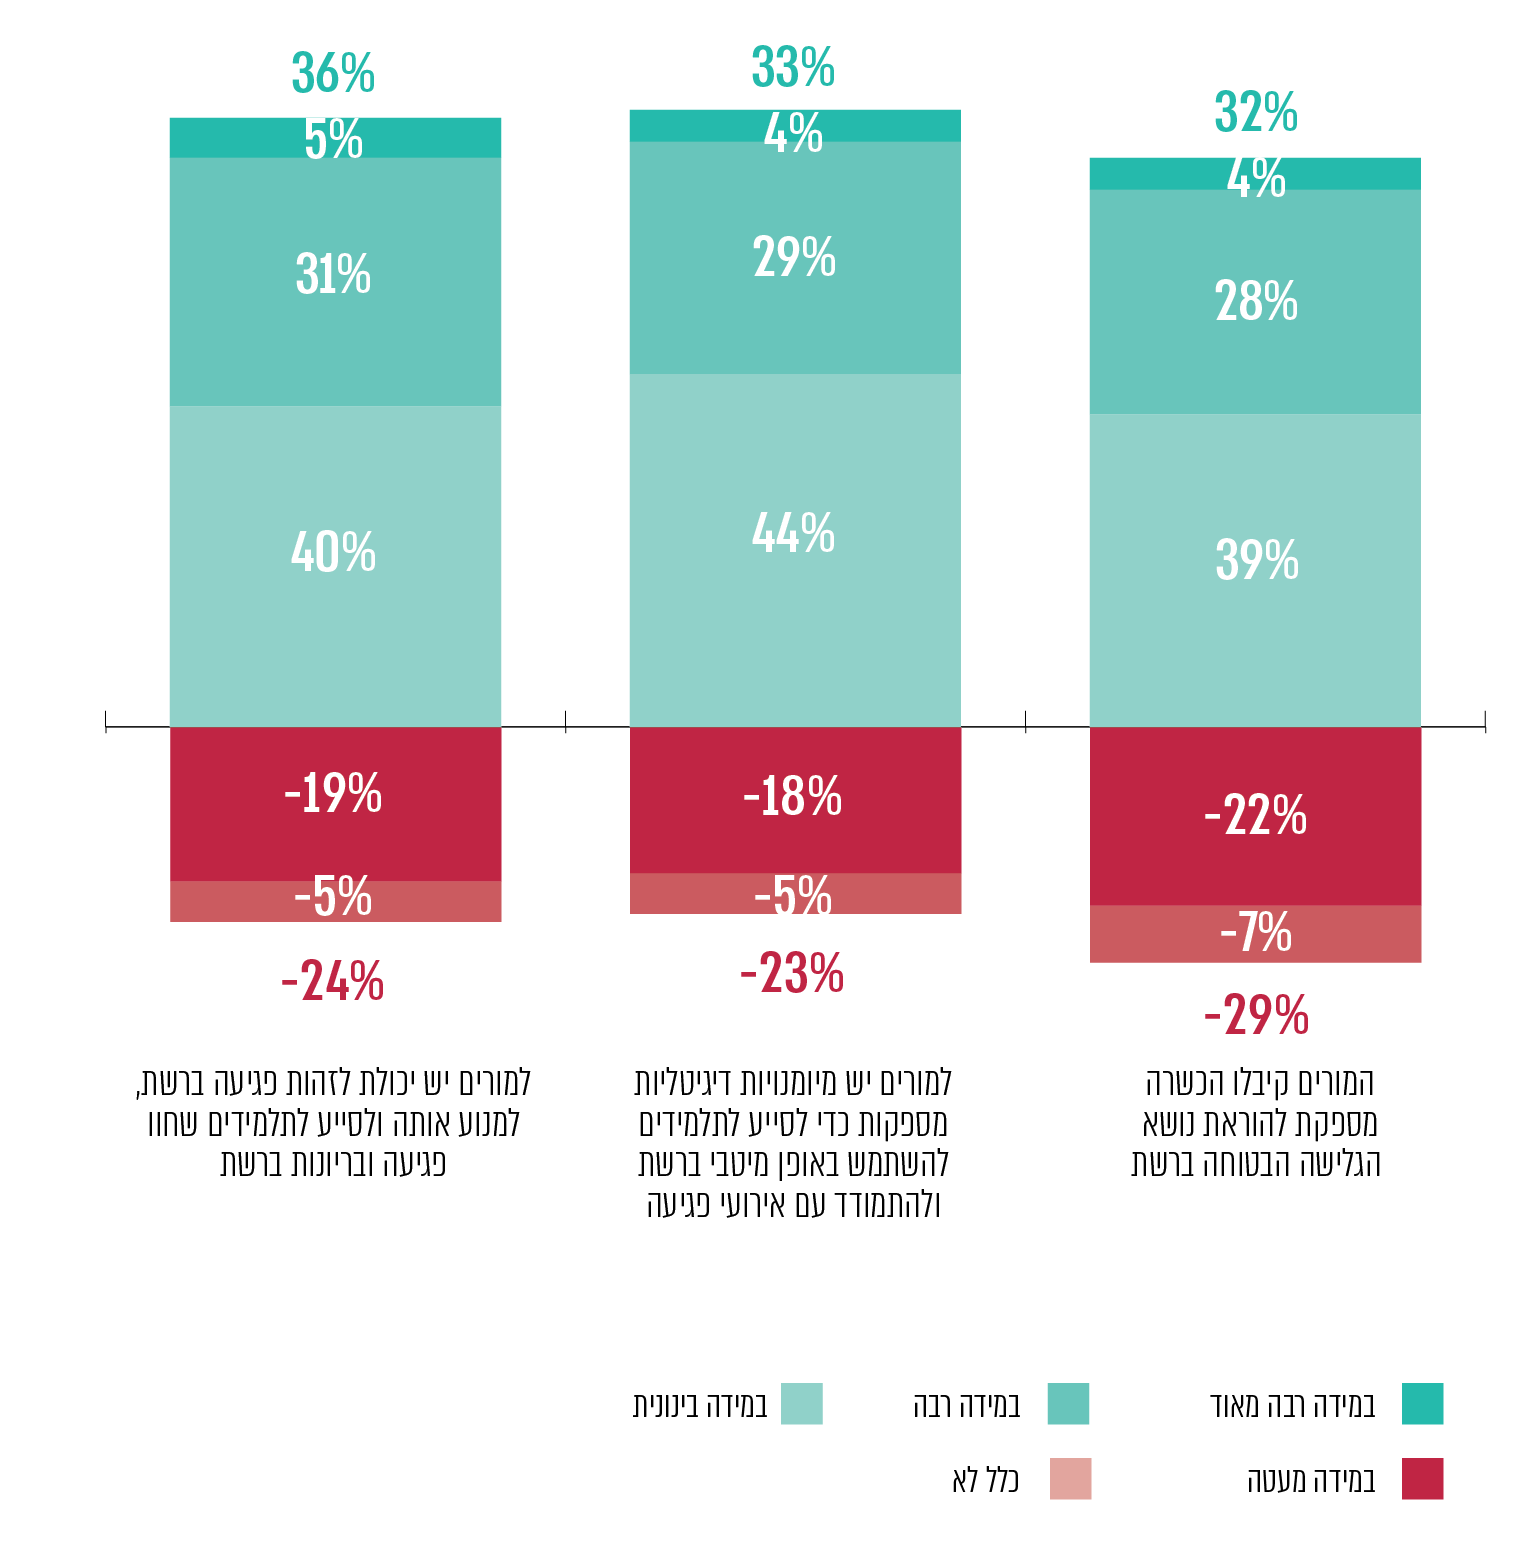 32%
4%
28%
39%
-22%
-7%
-29%
המורים קיבלו הכשרה
מספקת להוראת נושא
הגלישה הבטוחה ברשת
33%
4%
29%
44%
-18%
-5%
-23%
למורים יש מיומנויות דיגיטליות
מספקות כדי לסייע לתלמידים
להשתמש באופן מיטבי ברשת
ולהתמודד עם אירועי פגיעה
36%
5%
31%
40%
-19%
-5%
-24%
למורים יש יכולת לזהות פגיעה ברשת,
למנוע אותה ולסייע לתלמידים שחוו
פגיעה ובריונות ברשת
במידה רבה מאוד
במידה רבה
במידה בינונית
במידה מעטה
כלל לא